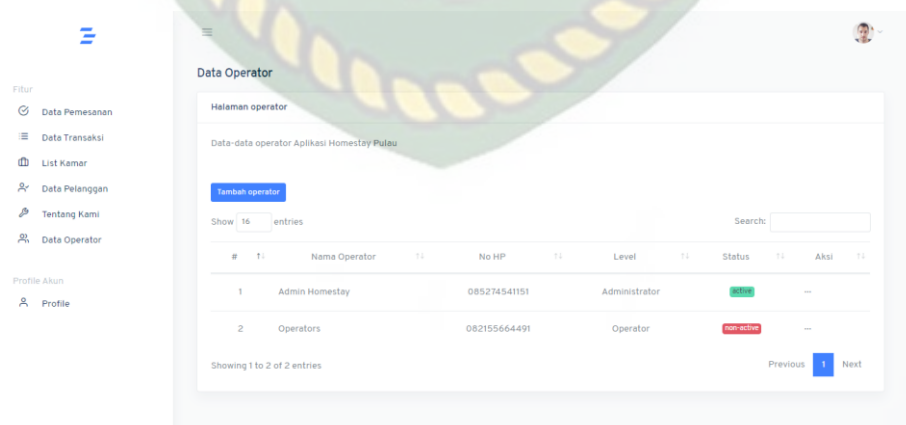 Fitur
Data Pemesanan
Data Transaksi
List Kamar
Data Pelanggan
Tentang Kami
Data Operator
Profile Akun
Profile
Data Operator
Halaman operator
Data-data operator Aplikasi Homestay Pulau
Tambah operator
Show 16 entries
Search:
# Nama Operator No HP Level Status Aksi
1 Admin Homestay 085274541151 Administrator active ---
2 Operators 082155664491 Operator non-active ---
Showing 1 to 2 of 2 entries
Previous 1 Next